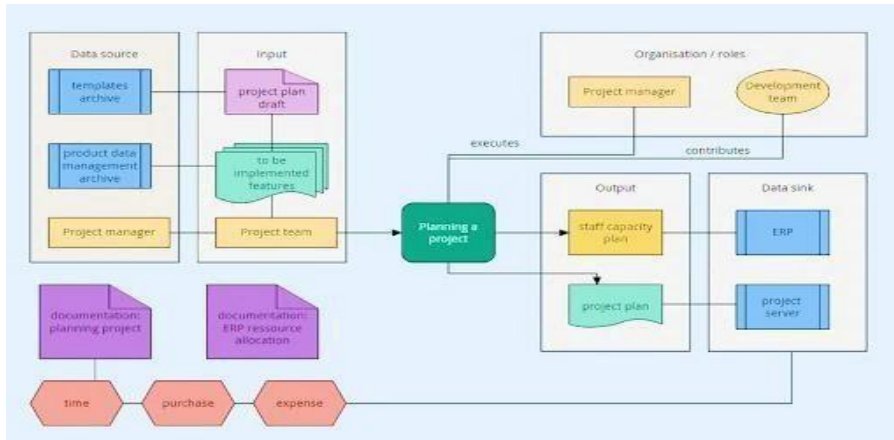 Data source
templates
archive
product data
management
archive
Project manager
Input
project plan
draft
to be
implemented
features
Project team
Organisation / roles
Project manager
Development
team
executes
contributes
Planning a
project
Output
staff capacity
plan
project plan
Data sink
ERP
project
server
documentation:
planning project
documentation:
ERP ressource
allocation
time
purchase
expense